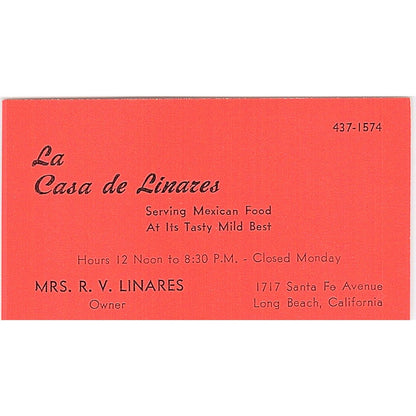 437-1574
La
Casa de Linares
Serving Mexican Food
At Its Tasty Mild Best
Hours 12 Noon to 8:30 P.M. - Closed Monday
MRS. R. V. LINARES
Owner
1717 Santa Fe Avenue
Long Beach, California